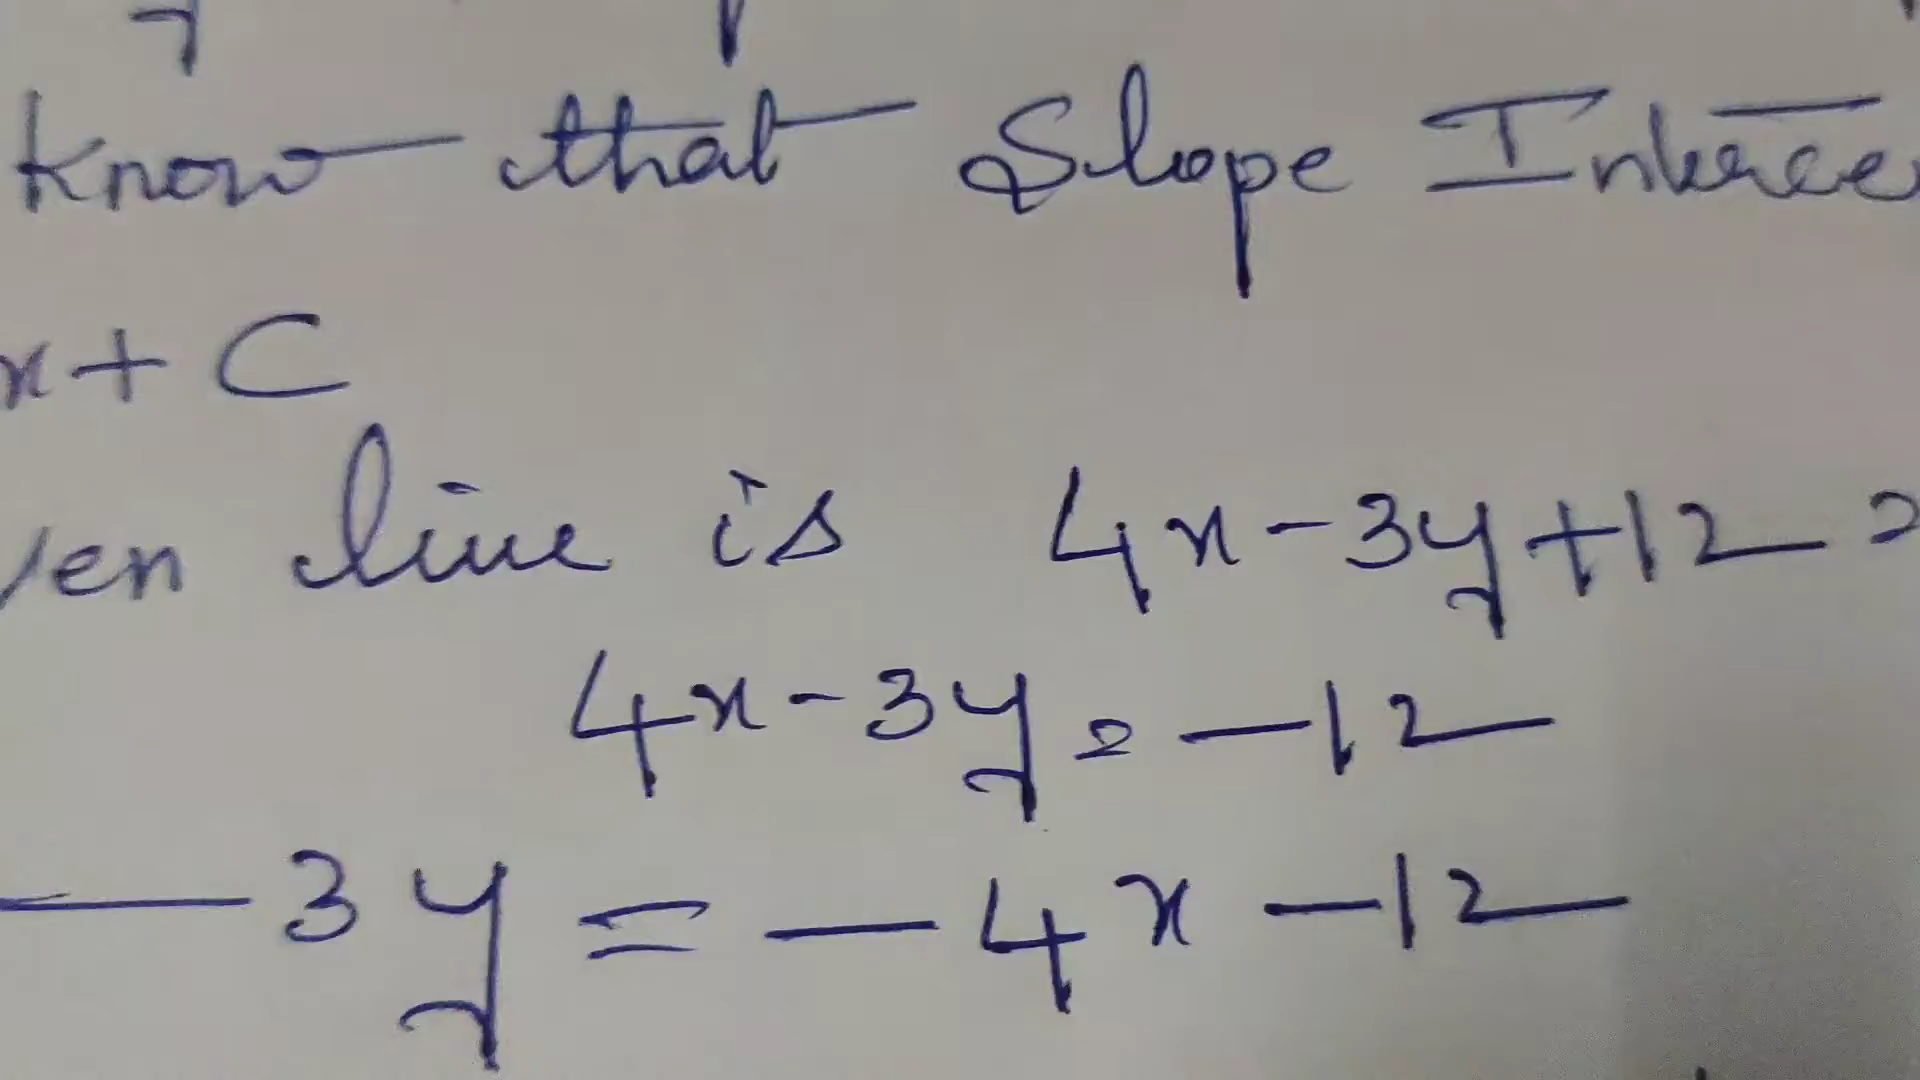 Know that Slope
x + C
line is 4x - 3y + 12 =
4x - 3y = -12
- 3y = - 4x - 12